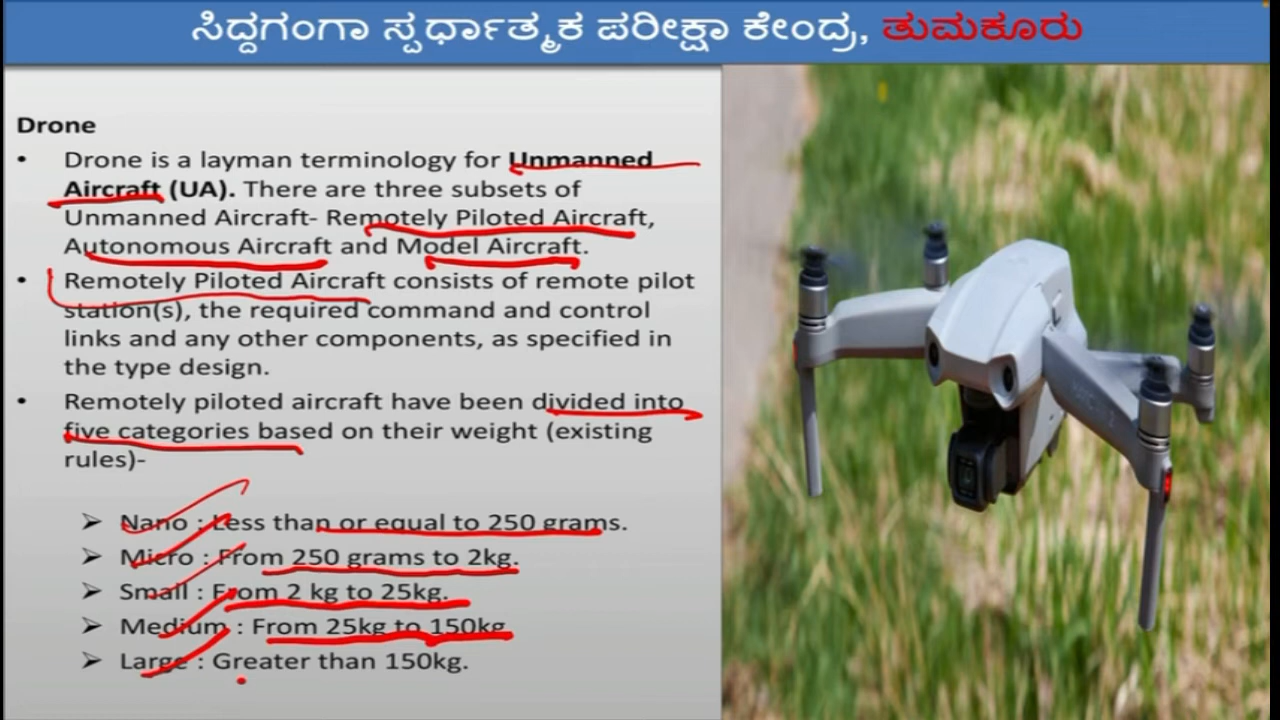 ಸಿದ್ದಗಂಗಾ ಸ್ಪರ್ಧಾತ್ಮಕ ಪರೀಕ್ಷಾ ಕೇಂದ್ರ, ತುಮಕೂರು
Drone
• Drone is a layman terminology for Unmanned
Aircraft (UA). There are three subsets of
Unmanned Aircraft- Remotely Piloted Aircraft,
Autonomous Aircraft and Model Aircraft.
• Remotely Piloted Aircraft consists of remote pilot
station(s), the required command and control
links and any other components, as specified in
the type design.
• Remotely piloted aircraft have been divided into
five categories based on their weight (existing
rules)-
➢ Nano : Less than or equal to 250 grams.
➢ Micro : From 250 grams to 2kg.
➢ Small : From 2 kg to 25kg.
➢ Medium : From 25kg to 150kg
➢ Large : Greater than 150kg.